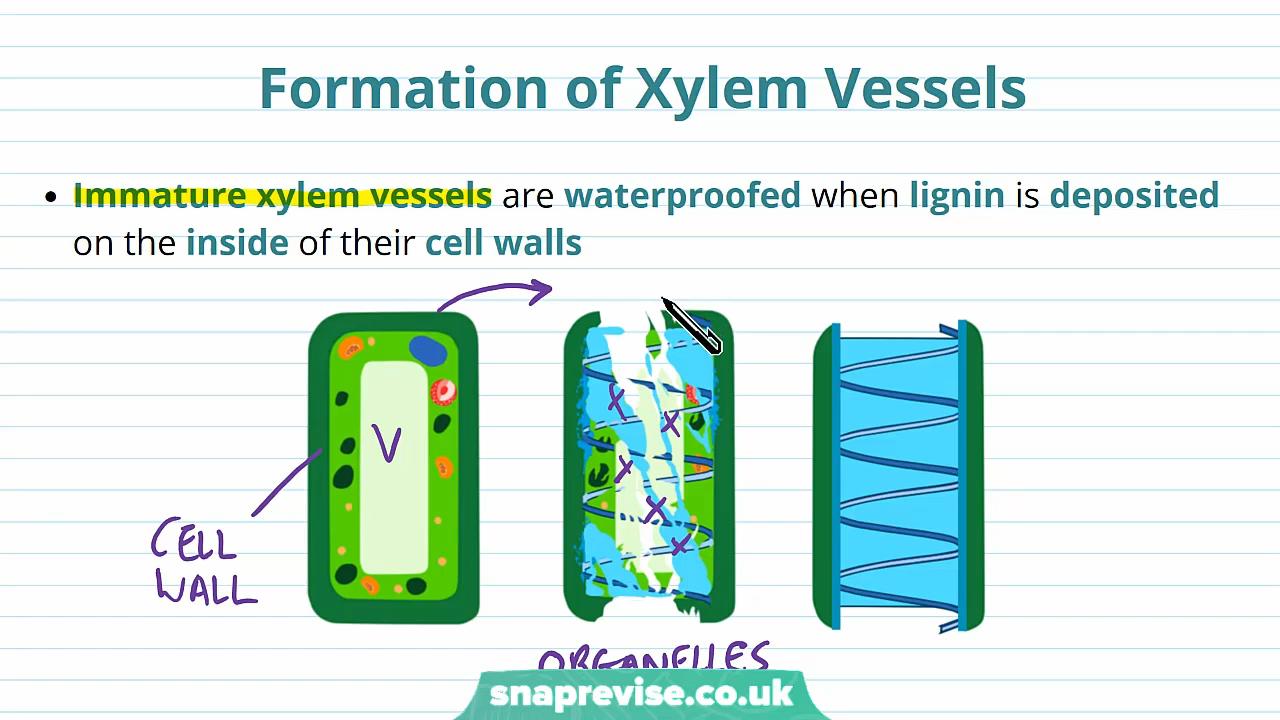 Formation of Xylem Vessels
• Immature xylem vessels are waterproofed when lignin is deposited
on the inside of their cell walls
V
X
X
X
X
X
CELL
WALL
ORGANELLES
snaprevise.co.uk